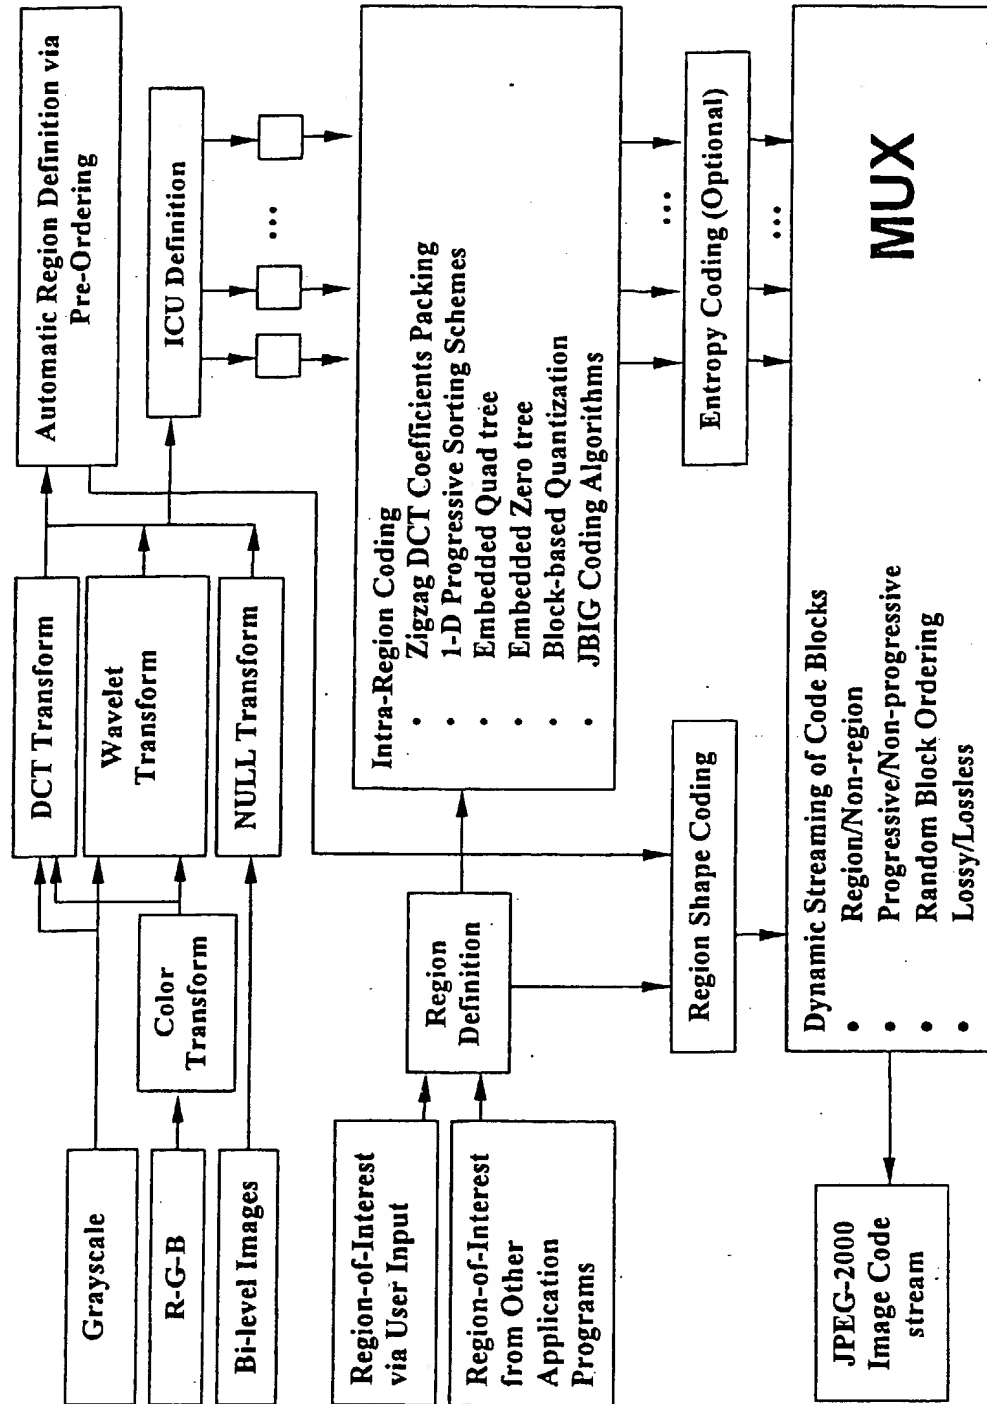 Grayscale
R-G-B
Bi-level Images
Color
Transform
DCT Transform
Wavelet
Transform
NULL Transform
Automatic Region Definition via
Pre-Ordering
ICU Definition
...
Region-of-Interest
via User Input
Region-of-Interest
from Other
Application
Programs
Region
Definition
Intra-Region Coding
• Zigzag DCT Coefficients Packing
• 1-D Progressive Sorting Schemes
• Embedded Quad tree
• Embedded Zero tree
• Block-based Quantization
• JBIG Coding Algorithms
...
Region Shape Coding
Entropy Coding (Optional)
...
Dynamic Streaming of Code Blocks
• Region/Non-region
• Progressive/Non-progressive
• Random Block Ordering
• Lossy/Lossless
MUX
JPEG-2000
Image Code
stream